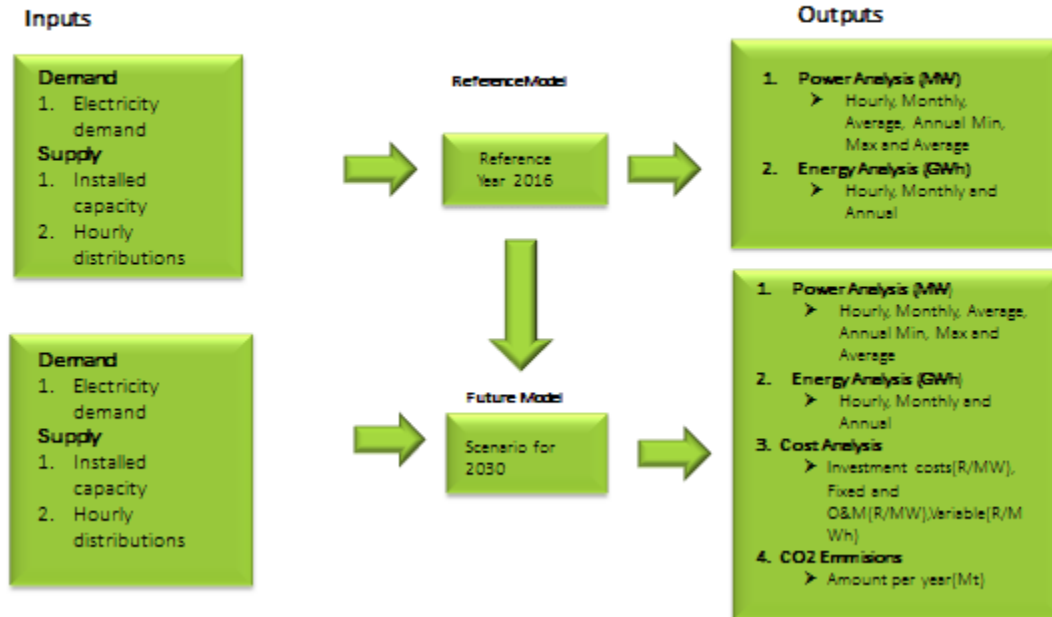 Inputs
Outputs
Demand
1. Electricity
demand
Supply
1. Installed
capacity
2. Hourly
distributions
Reference Model
Reference
Year 2016
1. Power Analysis (MW)
➤ Hourly, Monthly,
Average, Annual Min,
Max and Average
2. Energy Analysis (GWh)
➤ Hourly, Monthly and
Annual
Demand
1. Electricity
demand
Supply
1. Installed
capacity
2. Hourly
distributions
Future Model
Scenario for
2030
1. Power Analysis (MW)
➤ Hourly, Monthly, Average,
Annual Min, Max and
Average
2. Energy Analysis (GWh)
➤ Hourly, Monthly and
Annual
3. Cost Analysis
➤ Investment costs(R/MW),
Fixed and
O&M(R/MW),Variable(R/M
Wh)
4. CO2 Emmisions
➤ Amount per year(Mt)